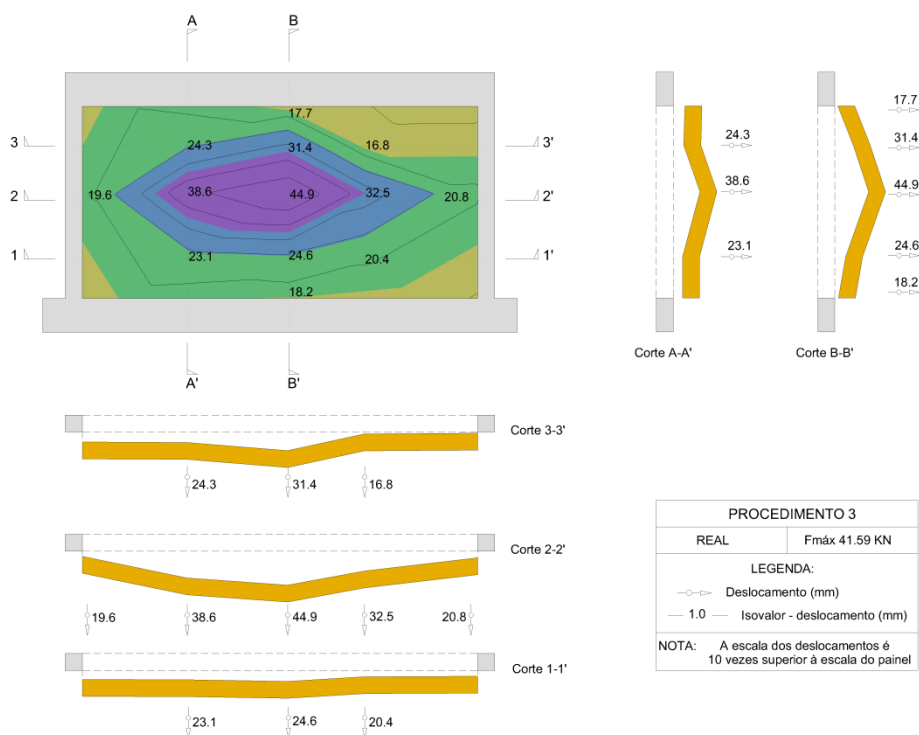 A B
17.7
3 24.3 31.4 16.8 3'
2 19.6 38.6 44.9 32.5 20.8 2'
1 23.1 24.6 20.4 1'
18.2
A' B'
24.3
38.6
23.1
Corte A-A'
17.7
31.4
44.9
24.6
18.2
Corte B-B'
Corte 3-3'
24.3 31.4 16.8
Corte 2-2'
19.6 38.6 44.9 32.5 20.8
Corte 1-1'
23.1 24.6 20.4
PROCEDIMENTO 3
REAL Fmáx 41.59 KN
LEGENDA:
Deslocamento (mm)
1.0 Isovalor - deslocamento (mm)
NOTA: A escala dos deslocamentos é
10 vezes superior à escala do painel